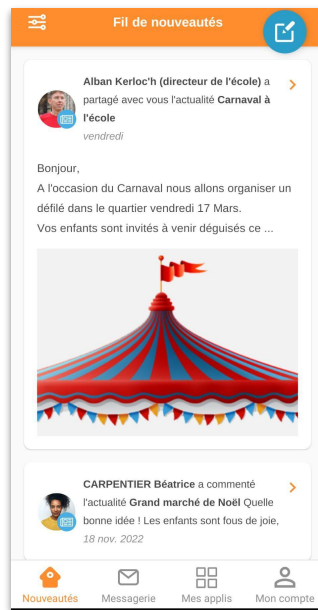 Fil de nouveautés
Alban Kerloc'h (directeur de l'école) a
partagé avec vous l'actualité Carnaval à
l'école
vendredi
Bonjour,
A l'occasion du Carnaval nous allons organiser un
défilé dans le quartier vendredi 17 Mars.
Vos enfants sont invités à venir déguisés ce ...
CARPENTIER Béatrice a commenté
l'actualité Grand marché de Noël Quelle
bonne idée ! Les enfants sont fous de joie,
18 nov. 2022
Nouveautés Messagerie Mes applis Mon compte